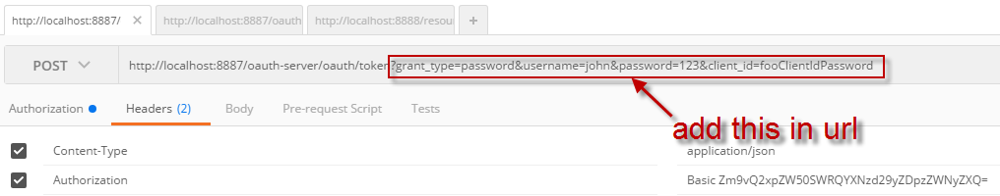 http://localhost:8887/ × http://localhost:8887/oauth http://localhost:8888/resou +
POST http://localhost:8887/oauth-server/oauth/token?grant_type=password&username=john&password=123&client_id=fooClientIdPassword
Authorization Headers (2) Body Pre-request Script Tests
add this in url
Content-Type application/json
Authorization Basic Zm9vQ2xpZW50SWRQYXNzd29yZDpzZWNyZXQ=